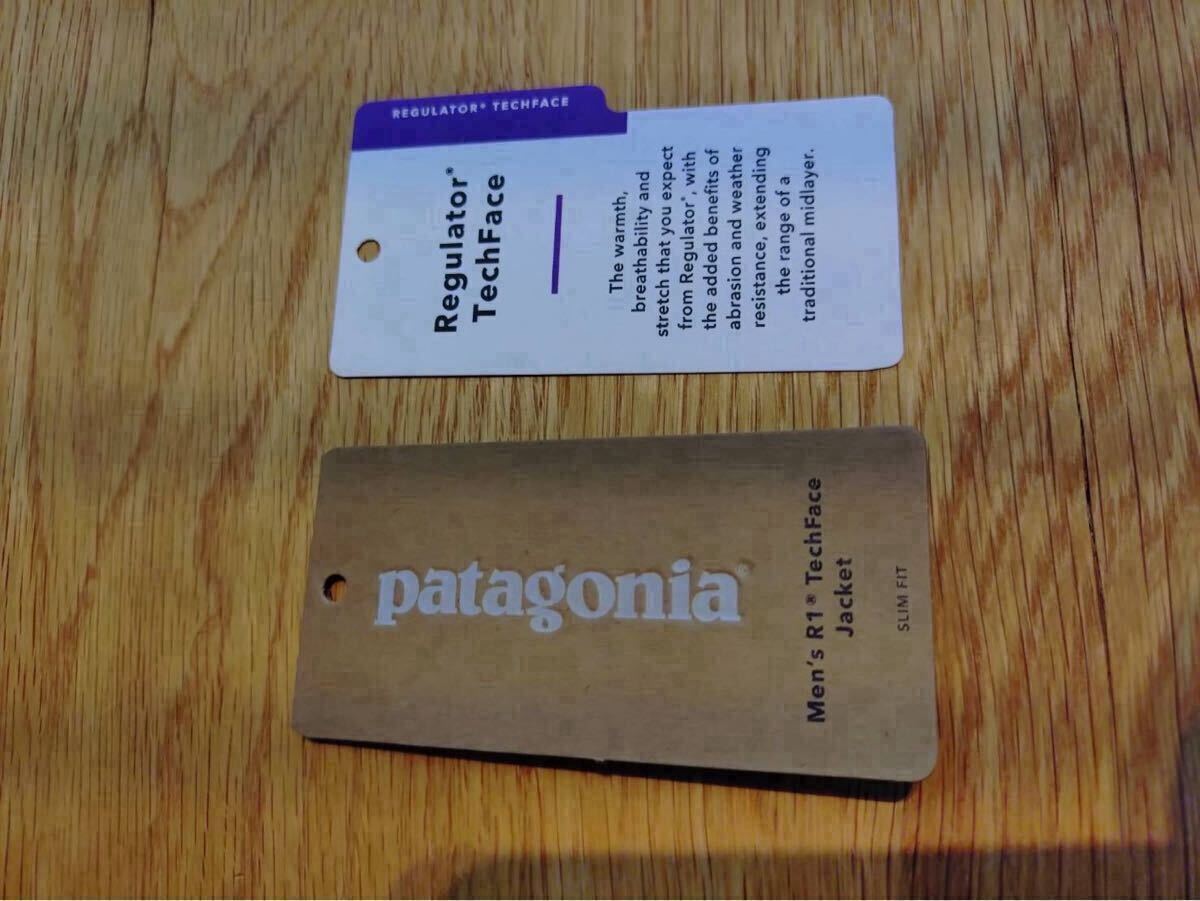 REGULATOR® TECHFACE
Regulator®
TechFace
The warmth,
breathability and
stretch that you expect
from Regulator®, with
the added benefits of
abrasion and weather
resistance, extending
the range of a
traditional midlayer.
patagonia®
Men's R1® TechFace
Jacket
SLIM FIT